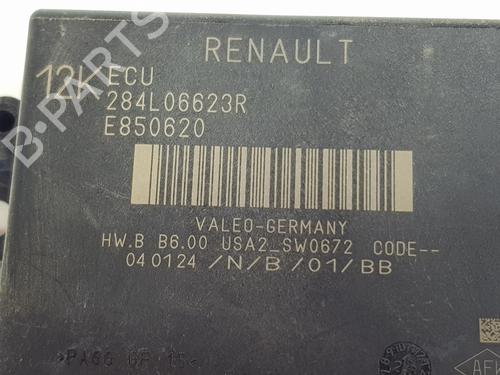 RENAULT
12K ECU
284L06623R
E850620
VALEO-GERMANY
HW.B B6.00 USA2_SW0672 CODE--
040124 /N/B/01/BB
B-PARTS